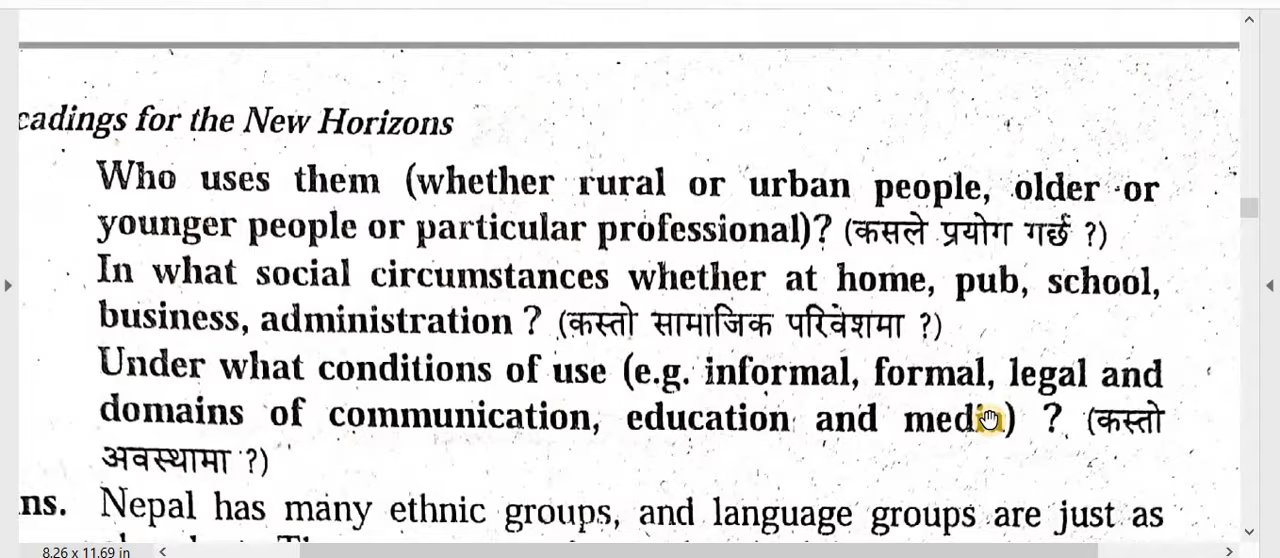 eadings for the New Horizons
Who uses them (whether rural or urban people, older or
younger people or particular professional)? (कसले प्रयोग गर्छ ?)
In what social circumstances whether at home, pub, school,
business, administration ? (कस्तो सामाजिक परिवेशमा ?)
Under what conditions of use (e.g. informal, formal, legal and
domains of communication, education and media) ? (कस्तो
अवस्थामा ?)
ns. Nepal has many ethnic groups, and language groups are just as
8.26 x 11.69 in